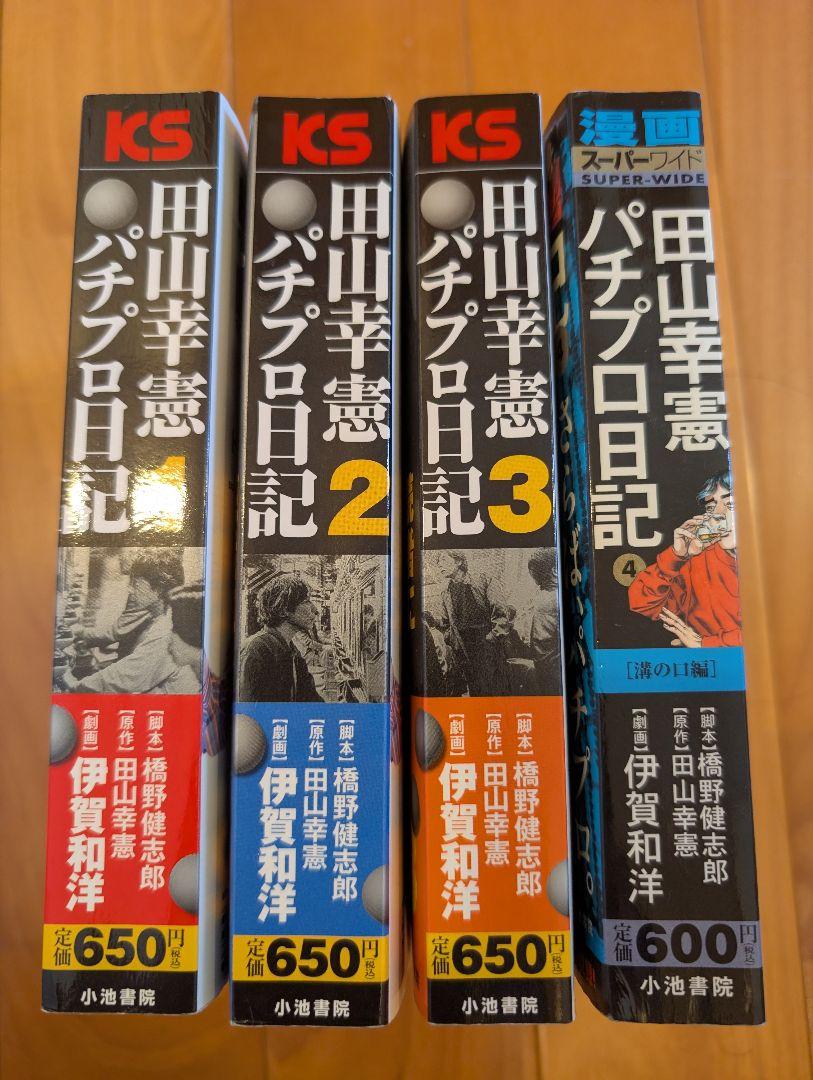 KS
田山幸憲
パチプロ日記
1
【脚本】橋野健志郎
【原作】田山幸憲
【劇画】伊賀和洋
定価650円(税込)
小池書院
KS
田山幸憲
パチプロ日記
2
【脚本】橋野健志郎
【原作】田山幸憲
【劇画】伊賀和洋
定価650円(税込)
小池書院
KS
田山幸憲
パチプロ日記
3
【脚本】橋野健志郎
【原作】田山幸憲
【劇画】伊賀和洋
定価650円(税込)
小池書院
漫画
スーパーワイド
SUPER-WIDE
田山幸憲
パチプロ日記
4
[溝の口編]
【脚本】橋野健志郎
【原作】田山幸憲
【劇画】伊賀和洋
定価600円(税込)
小池書院
さらばパチプロ。